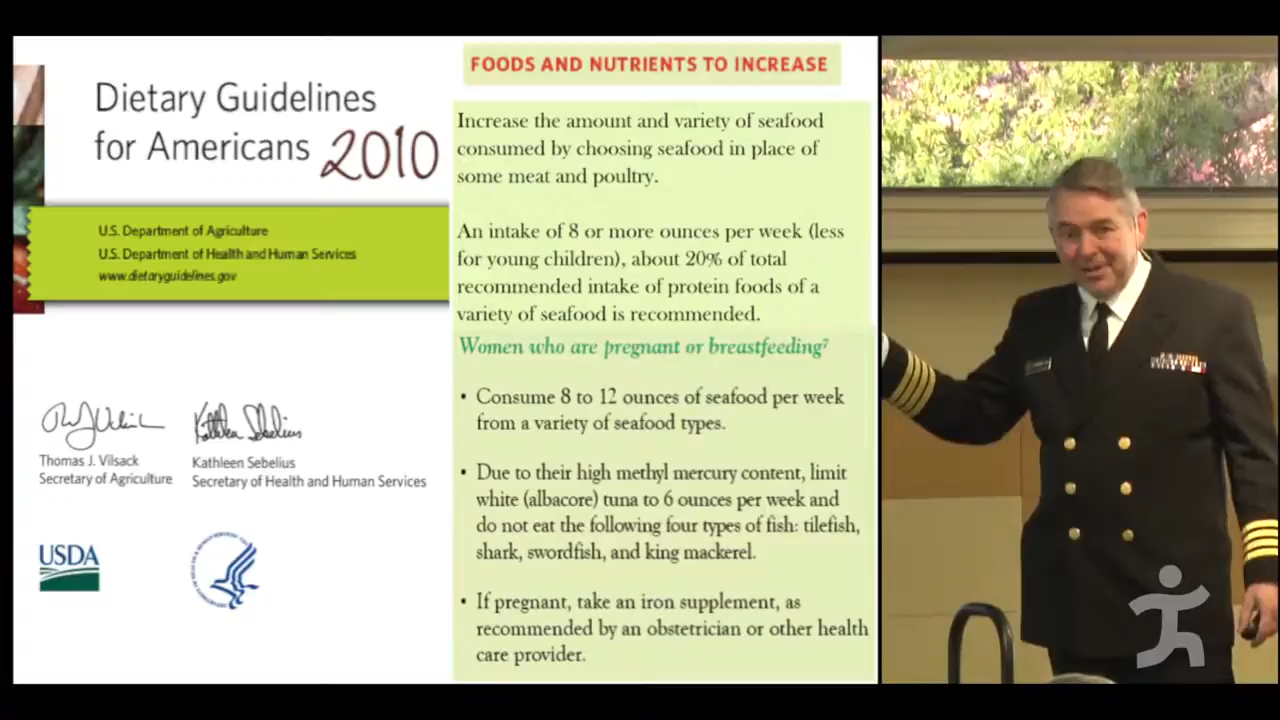 Dietary Guidelines
for Americans 2010
U.S. Department of Agriculture
U.S. Department of Health and Human Services
www.dietaryguidelines.gov
Thomas J. Vilsack
Secretary of Agriculture
Kathleen Sebelius
Secretary of Health and Human Services
USDA
FOODS AND NUTRIENTS TO INCREASE
Increase the amount and variety of seafood
consumed by choosing seafood in place of
some meat and poultry.
An intake of 8 or more ounces per week (less
for young children), about 20% of total
recommended intake of protein foods of a
variety of seafood is recommended.
Women who are pregnant or breastfeeding⁷
• Consume 8 to 12 ounces of seafood per week
from a variety of seafood types.
• Due to their high methyl mercury content, limit
white (albacore) tuna to 6 ounces per week and
do not eat the following four types of fish: tilefish,
shark, swordfish, and king mackerel.
• If pregnant, take an iron supplement, as
recommended by an obstetrician or other health
care provider.